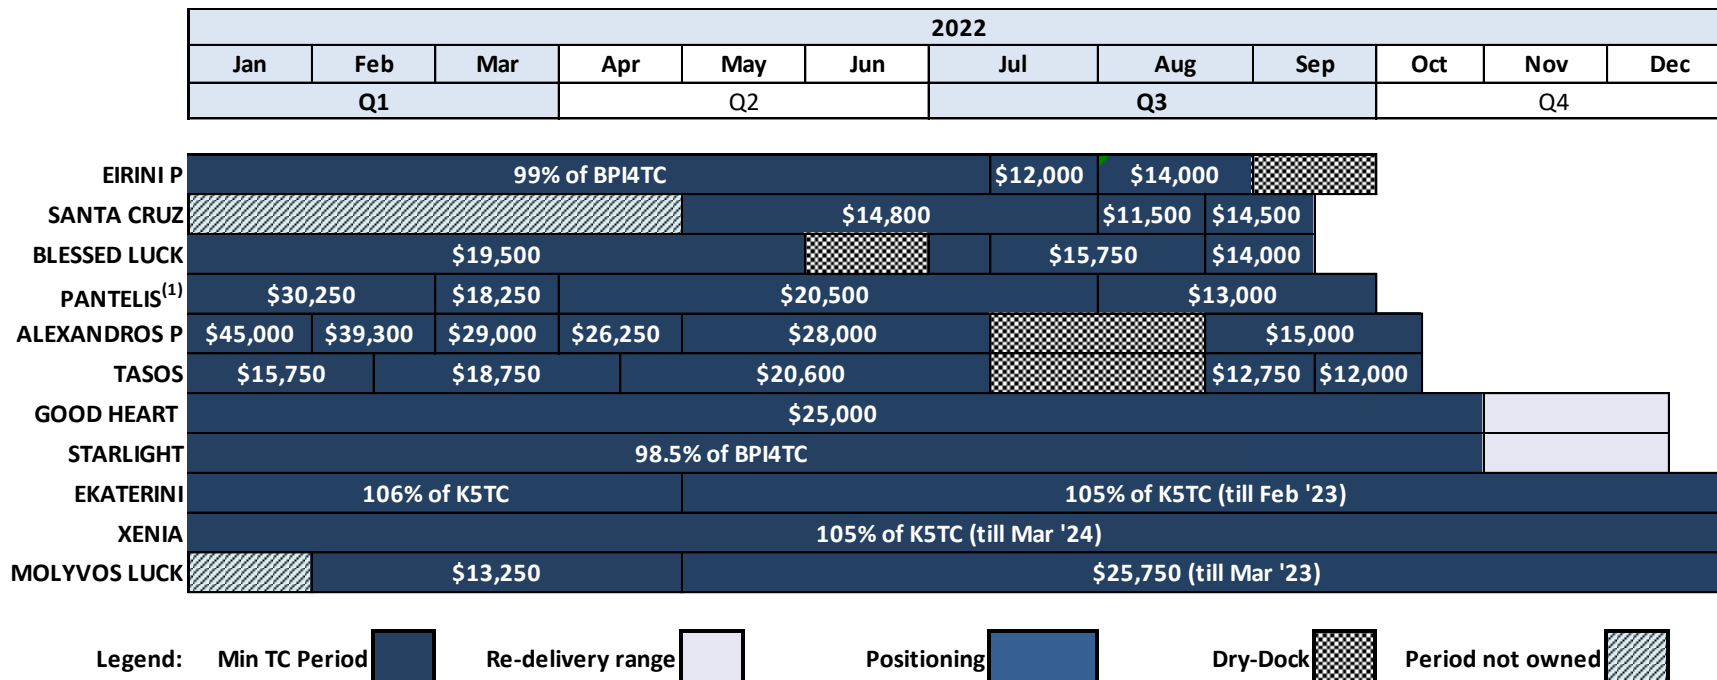 2022
Jan Feb Mar Apr May Jun Jul Aug Sep Oct Nov Dec
Q1 Q2 Q3 Q4
EIRINI P 99% of BPI4TC $12,000 $14,000
SANTA CRUZ $14,800 $11,500 $14,500
BLESSED LUCK $19,500 $15,750 $14,000
PANTELIS(1) $30,250 $18,250 $20,500 $13,000
ALEXANDROS P $45,000 $39,300 $29,000 $26,250 $28,000 $15,000
TASOS $15,750 $18,750 $20,600 $12,750 $12,000
GOOD HEART $25,000
STARLIGHT 98.5% of BPI4TC
EKATERINI 106% of K5TC 105% of K5TC (till Feb '23)
XENIA 105% of K5TC (till Mar '24)
MOLYVOS LUCK $13,250 $25,750 (till Mar '23)
Legend: Min TC Period Re-delivery range Positioning Dry-Dock Period not owned